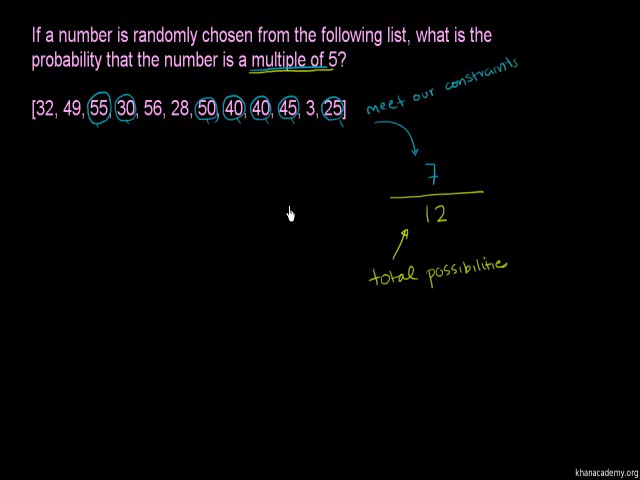 If a number is randomly chosen from the following list, what is the
probability that the number is a multiple of 5?
[32, 49, 55, 30, 56, 28, 50, 40, 40, 45, 3, 25]
meet our constraints
7
12
total possibilities
khanacademy.org